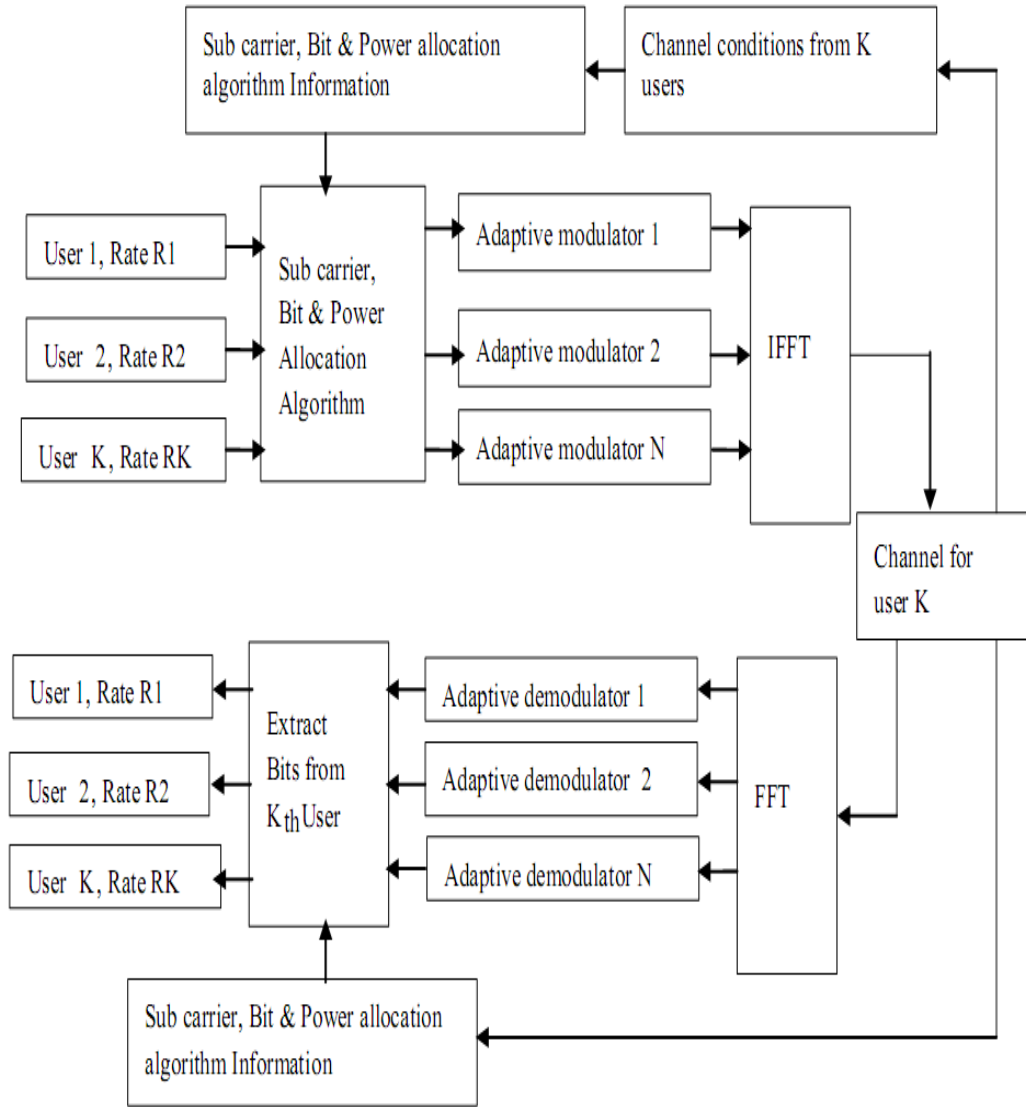 Sub carrier, Bit & Power allocation
algorithm Information
Channel conditions from K
users
User 1, Rate R1
User 2, Rate R2
User K, Rate RK
Sub carrier,
Bit & Power
Allocation
Algorithm
Adaptive modulator 1
Adaptive modulator 2
Adaptive modulator N
IFFT
Channel for
user K
User 1, Rate R1
User 2, Rate R2
User K, Rate RK
Extract
Bits from
Kth User
Adaptive demodulator 1
Adaptive demodulator 2
Adaptive demodulator N
FFT
Sub carrier, Bit & Power allocation
algorithm Information